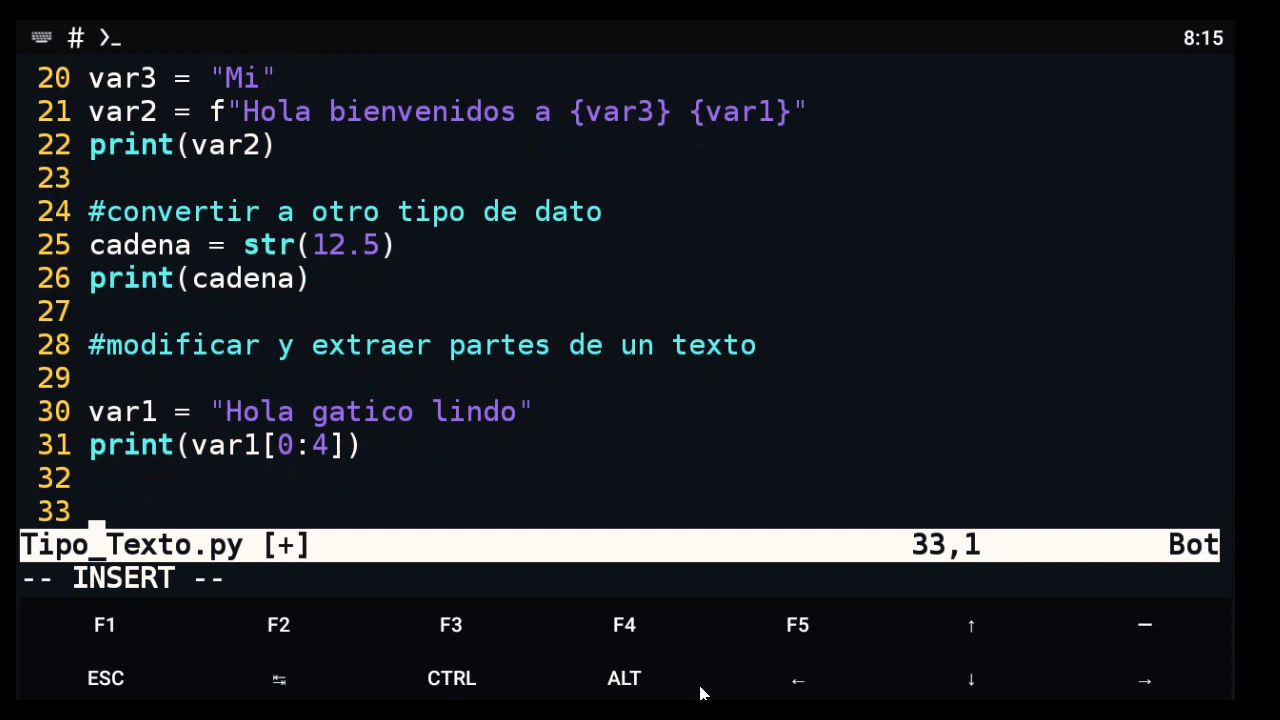 # ❯_ 8:15
20 var3 = "Mi"
21 var2 = f"Hola bienvenidos a {var3} {var1}"
22 print(var2)
23
24 #convertir a otro tipo de dato
25 cadena = str(12.5)
26 print(cadena)
27
28 #modificar y extraer partes de un texto
29
30 var1 = "Hola gatico lindo"
31 print(var1[0:4])
32
33
Tipo_Texto.py [+] 33,1 Bot
-- INSERT --
F1 F2 F3 F4 F5 ↑ —
ESC ↹ CTRL ALT ← ↓ →